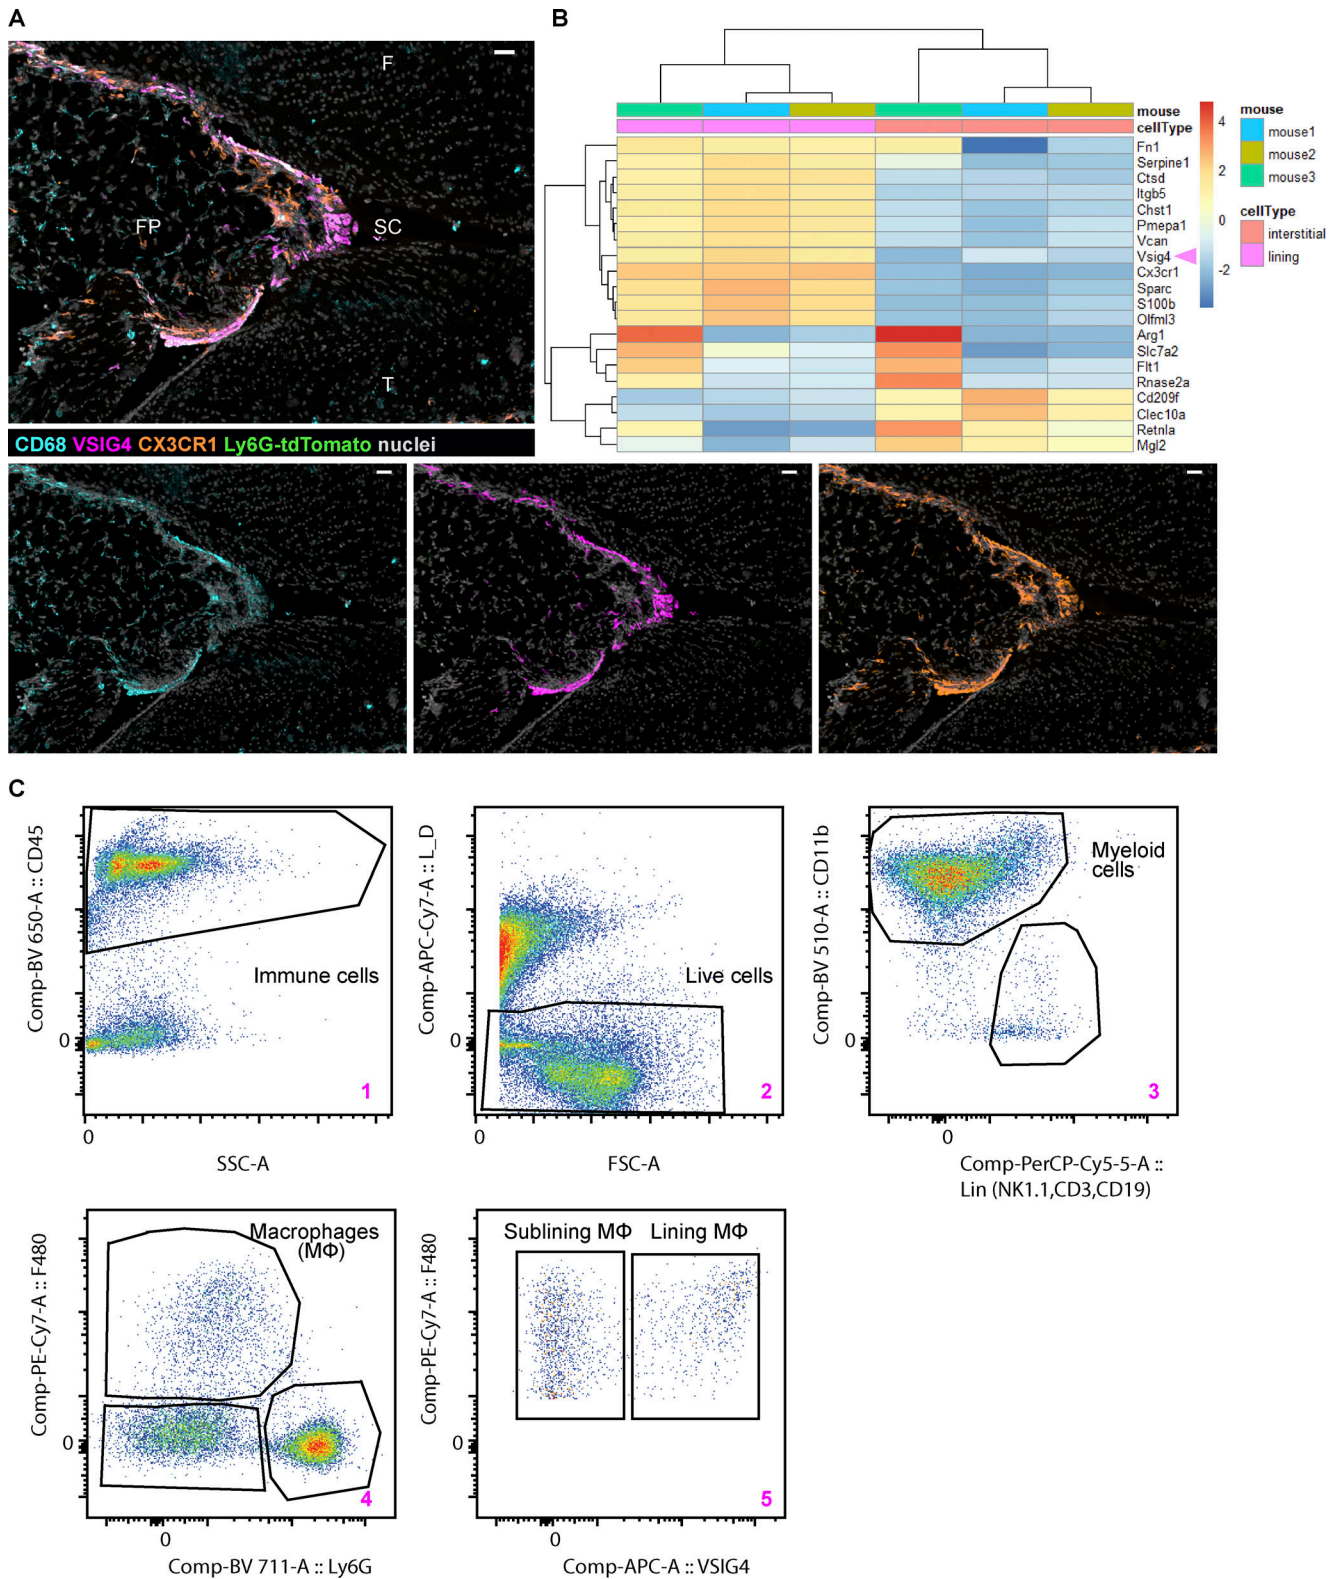 A
F
FP
SC
T
CD68 VSIG4 CX3CR1 Ly6G-tdTomato nuclei
B
mouse
cellType
Fn1
Serpine1
Ctsd
Itgb5
Chst1
Pmepa1
Vcan
Vsig4
Cx3cr1
Sparc
S100b
Olfml3
Arg1
Slc7a2
Flt1
Rnase2a
Cd209f
Clec10a
Retnla
Mgl2
4
2
0
-2
mouse
mouse1
mouse2
mouse3
cellType
interstitial
lining
C
Comp-BV 650-A :: CD45
0
Immune cells
1
0
SSC-A
Comp-APC-Cy7-A :: L_D
0
Live cells
2
0
FSC-A
Comp-BV 510-A :: CD11b
0
Myeloid
cells
3
0
Comp-PerCP-Cy5-5-A ::
Lin (NK1.1,CD3,CD19)
Comp-PE-Cy7-A :: F480
0
Macrophages
(MΦ)
4
0
Comp-BV 711-A :: Ly6G
Comp-PE-Cy7-A :: F480
0
Sublining MΦ Lining MΦ
5
0
Comp-APC-A :: VSIG4